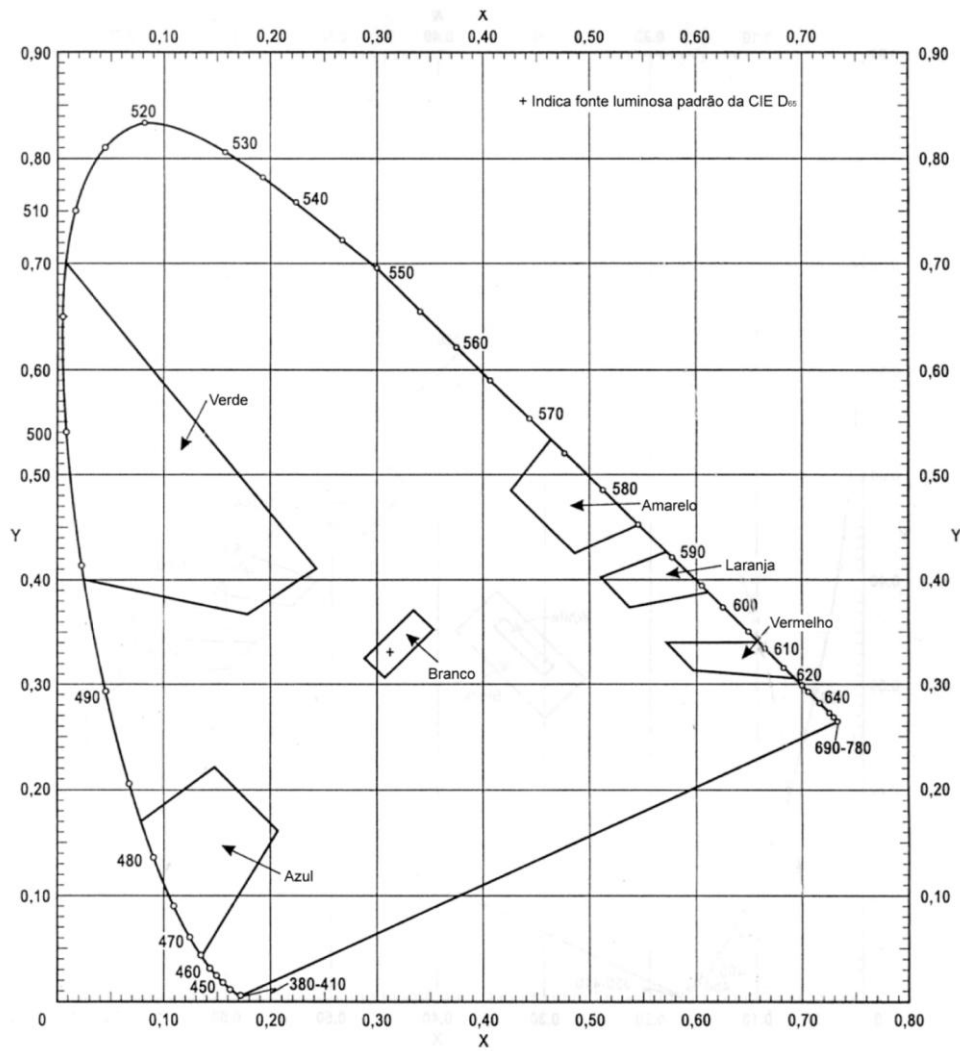 X
0,10 0,20 0,30 0,40 0,50 0,60 0,70
0,90 0,90
+ Indica fonte luminosa padrão da CIE D₆₅
520
530
0,80 0,80
540
510
0,70 0,70
550
560
0,60 0,60
Verde
570
500
0,50 0,50
580
Amarelo
Y Y
590
Laranja
0,40 0,40
600
Vermelho
610
Branco
620
0,30 0,30
490
640
690-780
0,20 0,20
480
Azul
0,10 0,10
470
460
450
380-410
0 0,10 0,20 0,30 0,40 0,50 0,60 0,70 0,80
X